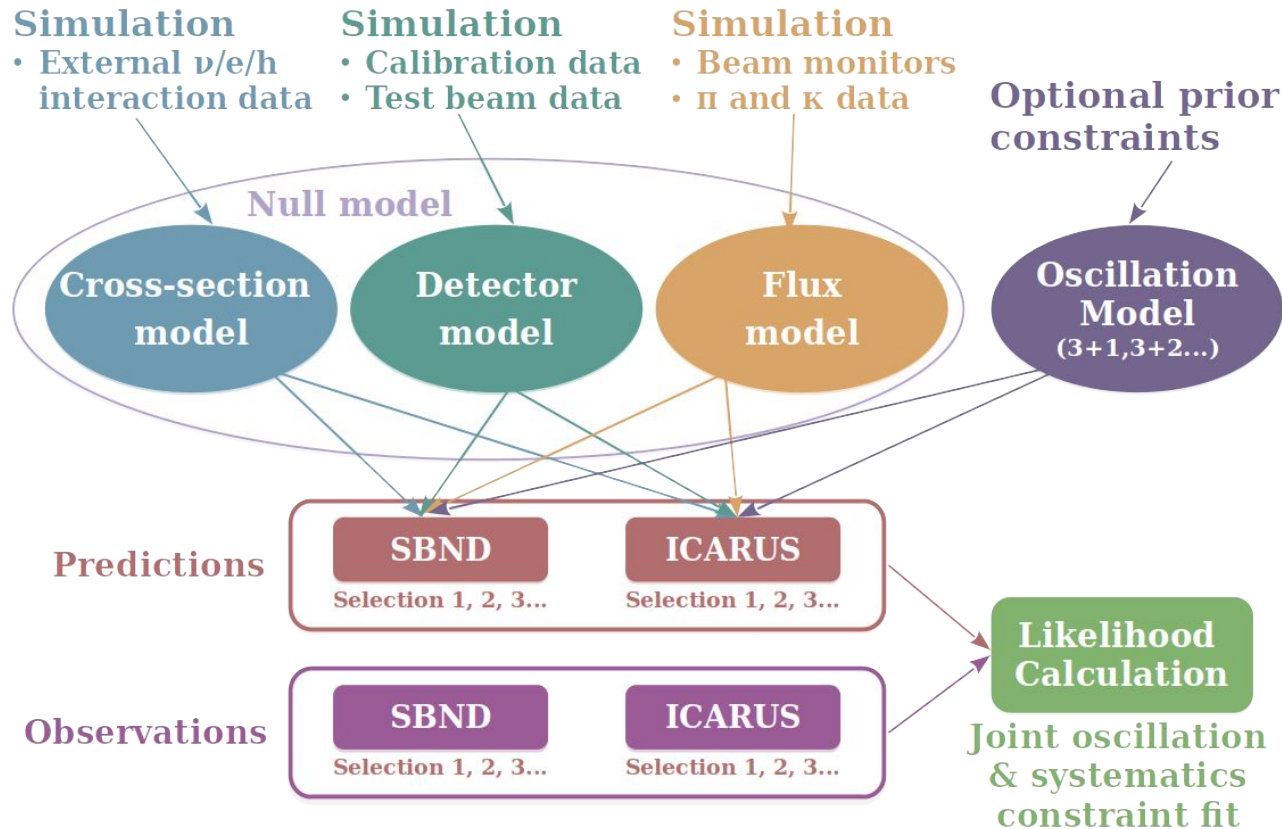 Simulation
• External ν/e/h
interaction data
Simulation
• Calibration data
• Test beam data
Simulation
• Beam monitors
• π and κ data
Optional prior
constraints
Null model
Cross-section
model
Detector
model
Flux
model
Oscillation
Model
(3+1,3+2...)
Predictions
SBND
Selection 1, 2, 3...
ICARUS
Selection 1, 2, 3...
Observations
SBND
Selection 1, 2, 3...
ICARUS
Selection 1, 2, 3...
Likelihood
Calculation
Joint oscillation
& systematics
constraint fit